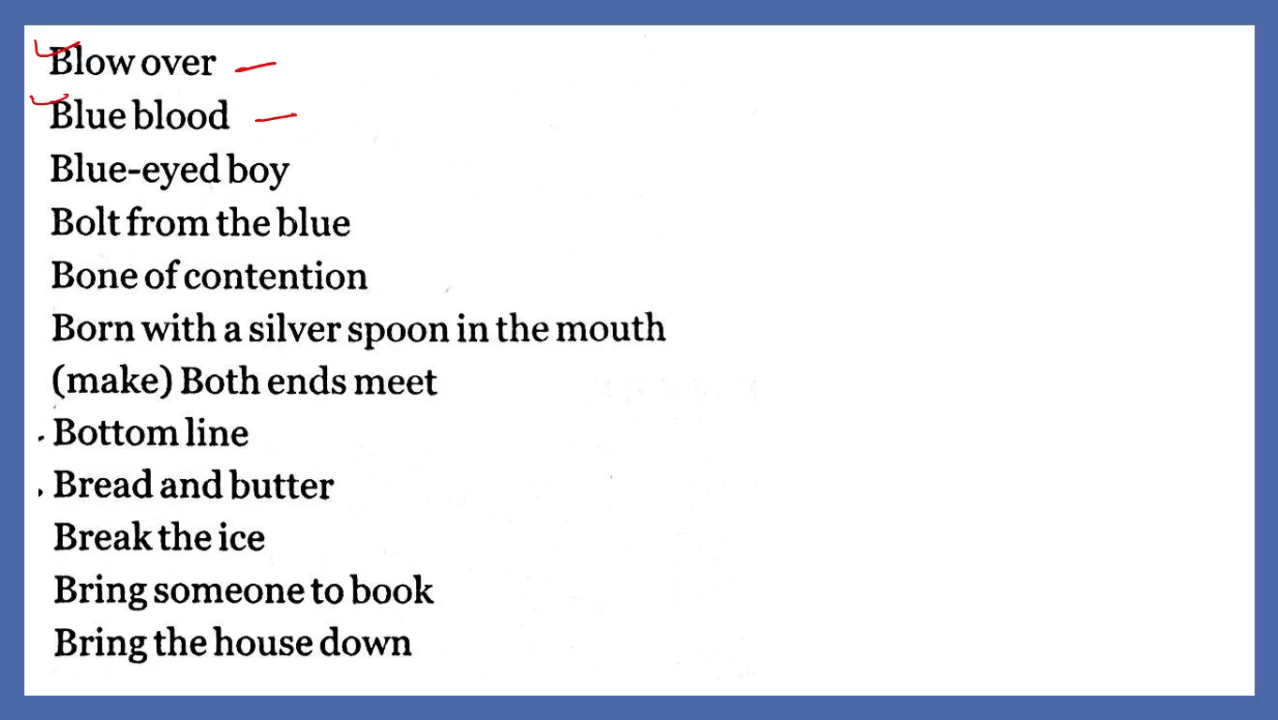 Blow over
Blue blood
Blue-eyed boy
Bolt from the blue
Bone of contention
Born with a silver spoon in the mouth
(make) Both ends meet
Bottom line
Bread and butter
Break the ice
Bring someone to book
Bring the house down